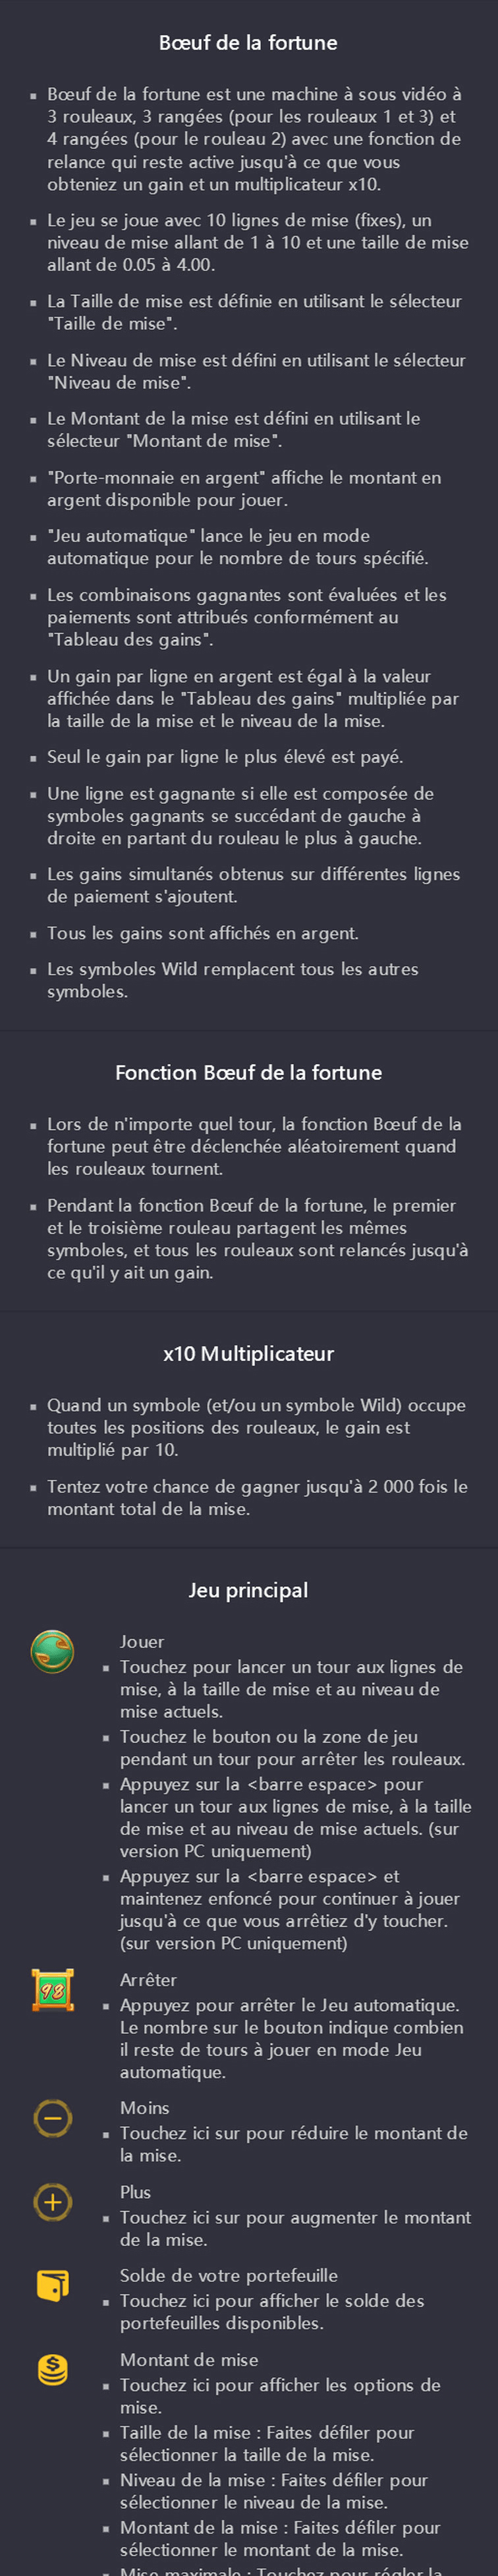 Bœuf de la fortune
▪ Bœuf de la fortune est une machine à sous vidéo à
3 rouleaux, 3 rangées (pour les rouleaux 1 et 3) et
4 rangées (pour le rouleau 2) avec une fonction de
relance qui reste active jusqu'à ce que vous
obteniez un gain et un multiplicateur x10.
▪ Le jeu se joue avec 10 lignes de mise (fixes), un
niveau de mise allant de 1 à 10 et une taille de mise
allant de 0.05 à 4.00.
▪ La Taille de mise est définie en utilisant le sélecteur
"Taille de mise".
▪ Le Niveau de mise est défini en utilisant le sélecteur
"Niveau de mise".
▪ Le Montant de la mise est défini en utilisant le
sélecteur "Montant de mise".
▪ "Porte-monnaie en argent" affiche le montant en
argent disponible pour jouer.
▪ "Jeu automatique" lance le jeu en mode
automatique pour le nombre de tours spécifié.
▪ Les combinaisons gagnantes sont évaluées et les
paiements sont attribués conformément au
"Tableau des gains".
▪ Un gain par ligne en argent est égal à la valeur
affichée dans le "Tableau des gains" multipliée par
la taille de la mise et le niveau de la mise.
▪ Seul le gain par ligne le plus élevé est payé.
▪ Une ligne est gagnante si elle est composée de
symboles gagnants se succédant de gauche à
droite en partant du rouleau le plus à gauche.
▪ Les gains simultanés obtenus sur différentes lignes
de paiement s'ajoutent.
▪ Tous les gains sont affichés en argent.
▪ Les symboles Wild remplacent tous les autres
symboles.
Fonction Bœuf de la fortune
▪ Lors de n'importe quel tour, la fonction Bœuf de la
fortune peut être déclenchée aléatoirement quand
les rouleaux tournent.
▪ Pendant la fonction Bœuf de la fortune, le premier
et le troisième rouleau partagent les mêmes
symboles, et tous les rouleaux sont relancés jusqu'à
ce qu'il y ait un gain.
x10 Multiplicateur
▪ Quand un symbole (et/ou un symbole Wild) occupe
toutes les positions des rouleaux, le gain est
multiplié par 10.
▪ Tentez votre chance de gagner jusqu'à 2 000 fois le
montant total de la mise.
Jeu principal
Jouer
▪ Touchez pour lancer un tour aux lignes de
mise, à la taille de mise et au niveau de
mise actuels.
▪ Touchez le bouton ou la zone de jeu
pendant un tour pour arrêter les rouleaux.
▪ Appuyez sur la <barre espace> pour
lancer un tour aux lignes de mise, à la taille
de mise et au niveau de mise actuels. (sur
version PC uniquement)
▪ Appuyez sur la <barre espace> et
maintenez enfoncé pour continuer à jouer
jusqu'à ce que vous arrêtiez d'y toucher.
(sur version PC uniquement)
98
Arrêter
▪ Appuyez pour arrêter le Jeu automatique.
Le nombre sur le bouton indique combien
il reste de tours à jouer en mode Jeu
automatique.
Moins
▪ Touchez ici sur pour réduire le montant de
la mise.
Plus
▪ Touchez ici sur pour augmenter le montant
de la mise.
Solde de votre portefeuille
▪ Touchez ici pour afficher le solde des
portefeuilles disponibles.
Montant de mise
▪ Touchez ici pour afficher les options de
mise.
▪ Taille de la mise : Faites défiler pour
sélectionner la taille de la mise.
▪ Niveau de la mise : Faites défiler pour
sélectionner le niveau de la mise.
▪ Montant de la mise : Faites défiler pour
sélectionner le montant de la mise.
▪ Mise maximale : Touchez pour régler la